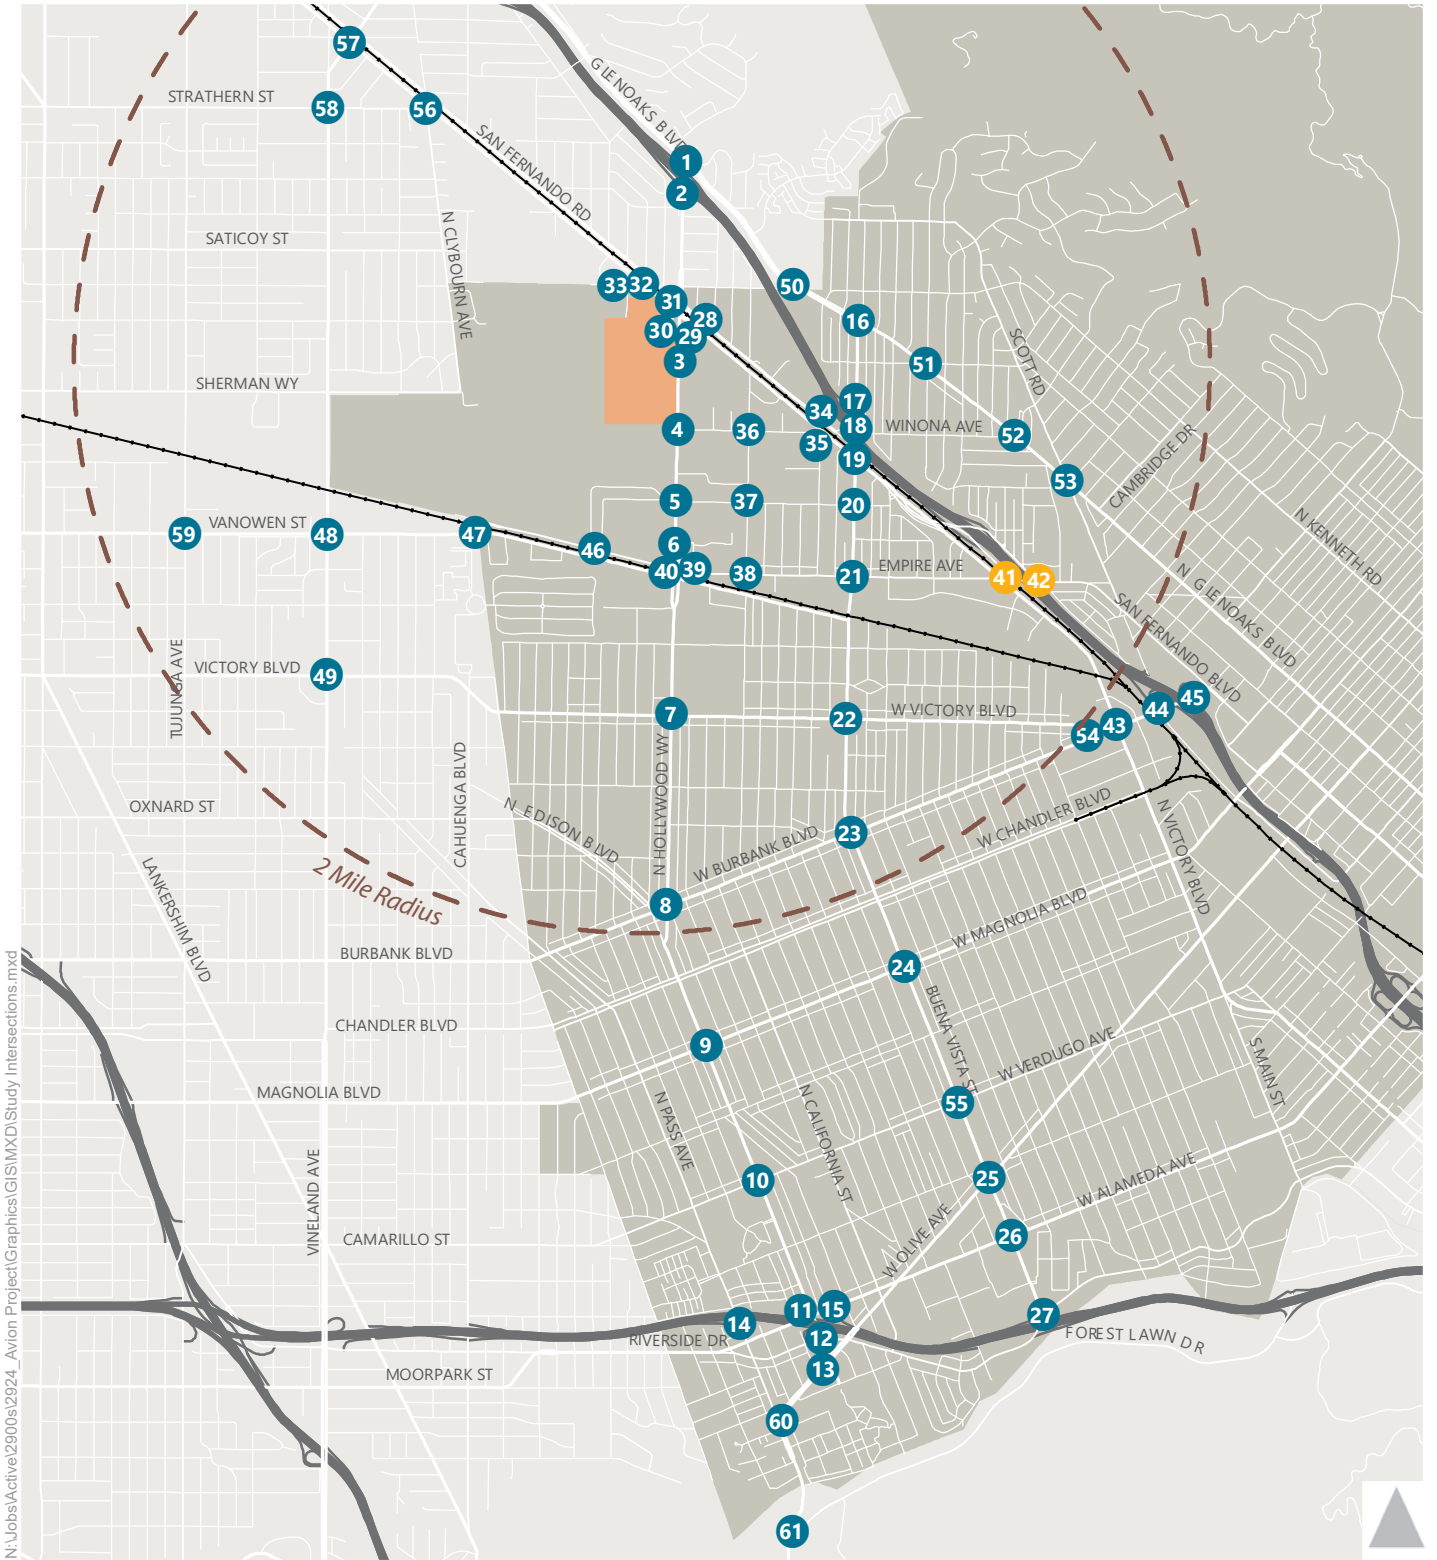 57
GLENOAKS BLVD
STRATHERN ST
58
56
SAN FERNANDO RD
1
2
N CLYBOURN AVE
SATICOY ST
33
32
50
31
28
16
30
29
SCOTT RD
3
51
SHERMAN WY
17
34
4
36
18
WINONA AVE
52
35
19
CAMBRIDGE DR
53
5
37
20
N KENNETH RD
VANOWEN ST
59
48
47
46
6
40
39
38
21
EMPIRE AVE
41
42
N GLENOAKS BLVD
SAN FERNANDO BLVD
TUJUNGA AVE
VICTORY BLVD
49
7
22
W VICTORY BLVD
45
44
43
54
N HOLLYWOOD WY
CAHUENGA BLVD
OXNARD ST
N EDISON BLVD
W BURBANK BLVD
23
W CHANDLER BLVD
N VICTORY BLVD
2 Mile Radius
LANKERSHIM BLVD
8
W MAGNOLIA BLVD
BURBANK BLVD
24
BUENA VISTA ST
CHANDLER BLVD
9
W VERDUGO AVE
S MAIN ST
MAGNOLIA BLVD
N PASS AVE
N CALIFORNIA ST
55
VINELAND AVE
10
25
W ALAMEDA AVE
CAMARILLO ST
W OLIVE AVE
26
11
15
14
RIVERSIDE DR
12
27
FOREST LAWN DR
13
MOORPARK ST
60
61
N:\Jobs\Active\2900s\2924_Avion Project\Graphics\GIS\MXD\Study Intersections.mxd